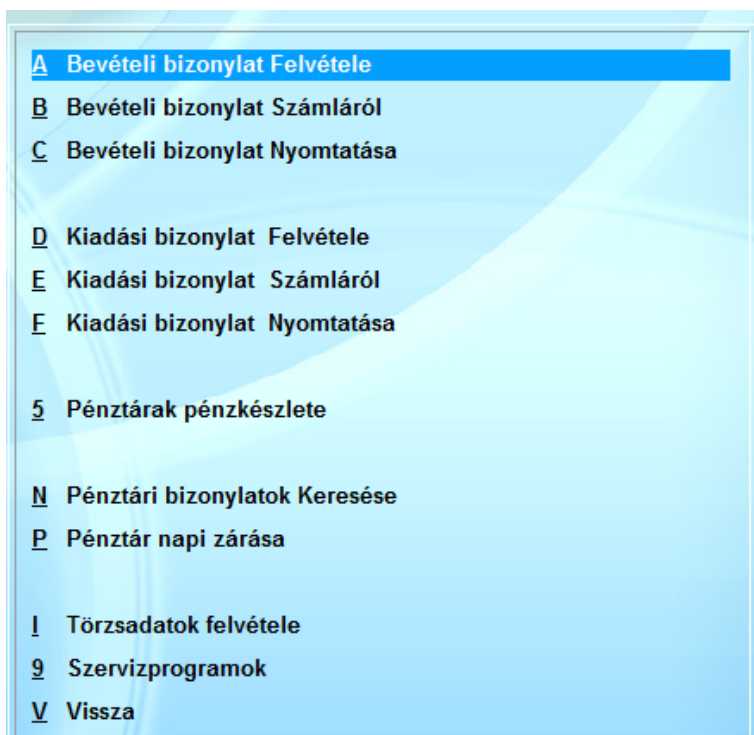 A Bevételi bizonylat Felvétele
B Bevételi bizonylat Számláról
C Bevételi bizonylat Nyomtatása
D Kiadási bizonylat Felvétele
E Kiadási bizonylat Számláról
F Kiadási bizonylat Nyomtatása
5 Pénztárak pénzkészlete
N Pénztári bizonylatok Keresése
P Pénztár napi zárása
I Törzsadatok felvétele
9 Szervizprogramok
V Vissza